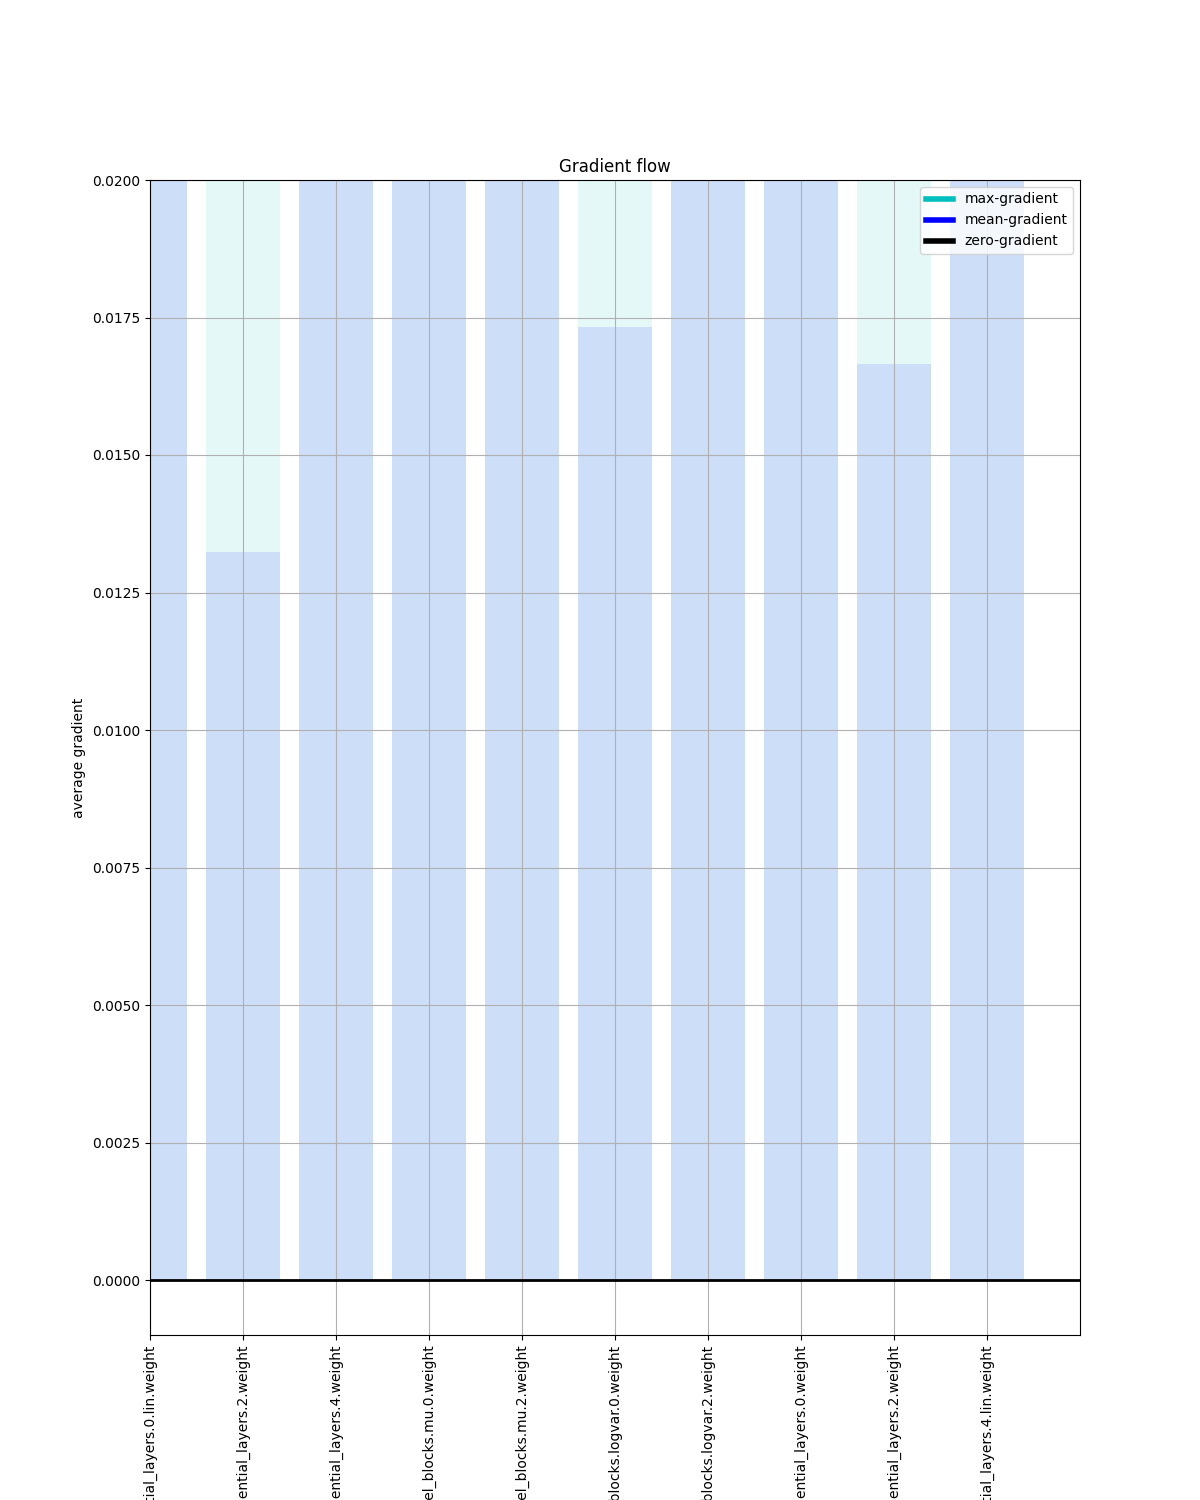 Gradient flow
max-gradient
mean-gradient
zero-gradient
0.0200
0.0175
0.0150
0.0125
0.0100
0.0075
0.0050
0.0025
0.0000
average gradient
tial_layers.0.lin.weight
ential_layers.2.weight
ential_layers.4.weight
el_blocks.mu.0.weight
el_blocks.mu.2.weight
blocks.logvar.0.weight
blocks.logvar.2.weight
ential_layers.0.weight
ential_layers.2.weight
tial_layers.4.lin.weight